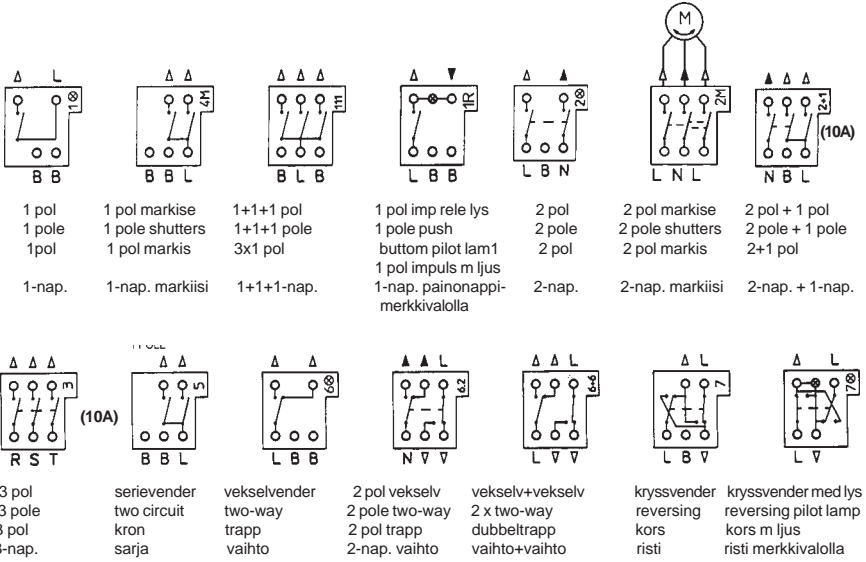 M
L
1⊗
B B
4M
B B L
111
B L B
1R
L B B
2⊗
L B N
2M
L N L
2+1
(10A)
N B L
1 pol
1 pole
1pol
1-nap.
1 pol markise
1 pole shutters
1 pol markis
1-nap. markiisi
1+1+1 pol
1+1+1 pole
3x1 pol
1+1+1-nap.
1 pol imp rele lys
1 pole push
buttom pilot lam1
1 pol impuls m ljus
1-nap. painonappi-
merkkivalolla
2 pol
2 pole
2 pol
2-nap.
2 pol markise
2 pole shutters
2 pol markis
2-nap. markiisi
2 pol + 1 pol
2 pole + 1 pole
2+1 pol
2-nap. + 1-nap.
3
(10A)
R S T
5
B B L
6⊗
L B B
L
6.2
N
L
6+6
L
L
7
L B
L
7⊗
L
3 pol
3 pole
3 pol
3-nap.
serievender
two circuit
kron
sarja
vekselvender
two-way
trapp
vaihto
2 pol vekselv
2 pole two-way
2 pol trapp
2-nap. vaihto
vekselv+vekselv
2 x two-way
dubbeltrapp
vaihto+vaihto
kryssvender
reversing
kors
risti
kryssvender med lys
reversing pilot lamp
kors m ljus
risti merkkivalolla